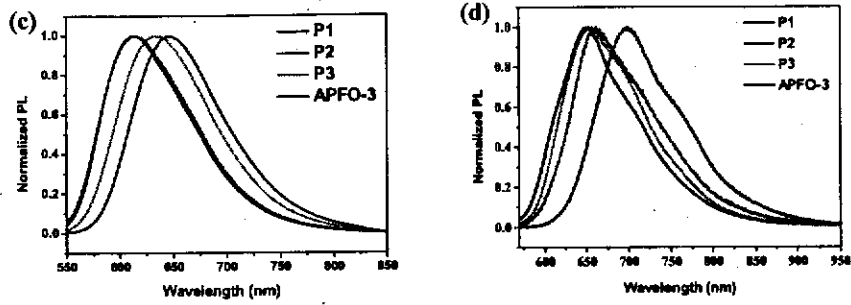 (c)
P1
P2
P3
APFO-3
Normalized PL
1.0
0.8
0.6
0.4
0.2
0.0
550 600 650 700 750 800 850
Wavelength (nm)
(d)
P1
P2
P3
APFO-3
Normalized PL
1.0
0.8
0.6
0.4
0.2
0.0
600 650 700 750 800 850 900 950
Wavelength (nm)